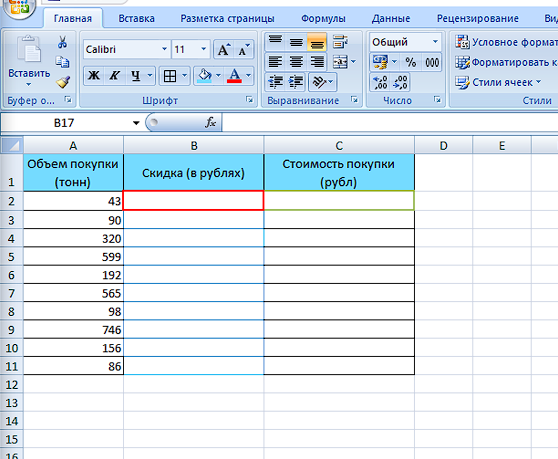 Главная Вставка Разметка страницы Формулы Данные Рецензирование Ви
Calibri 11 A A Общий Условное формат
Вставить Ж К Ч A % 000 Форматировать к
Стили ячеек
Буфер о... Шрифт Выравнивание Число Стили
B17 fx
A B C D E
1 Объем покупки (тонн) Скидка (в рублях) Стоимость покупки (рубл)
2 43
3 90
4 320
5 599
6 192
7 565
8 98
9 746
10 156
11 86
12
13
14
15
16